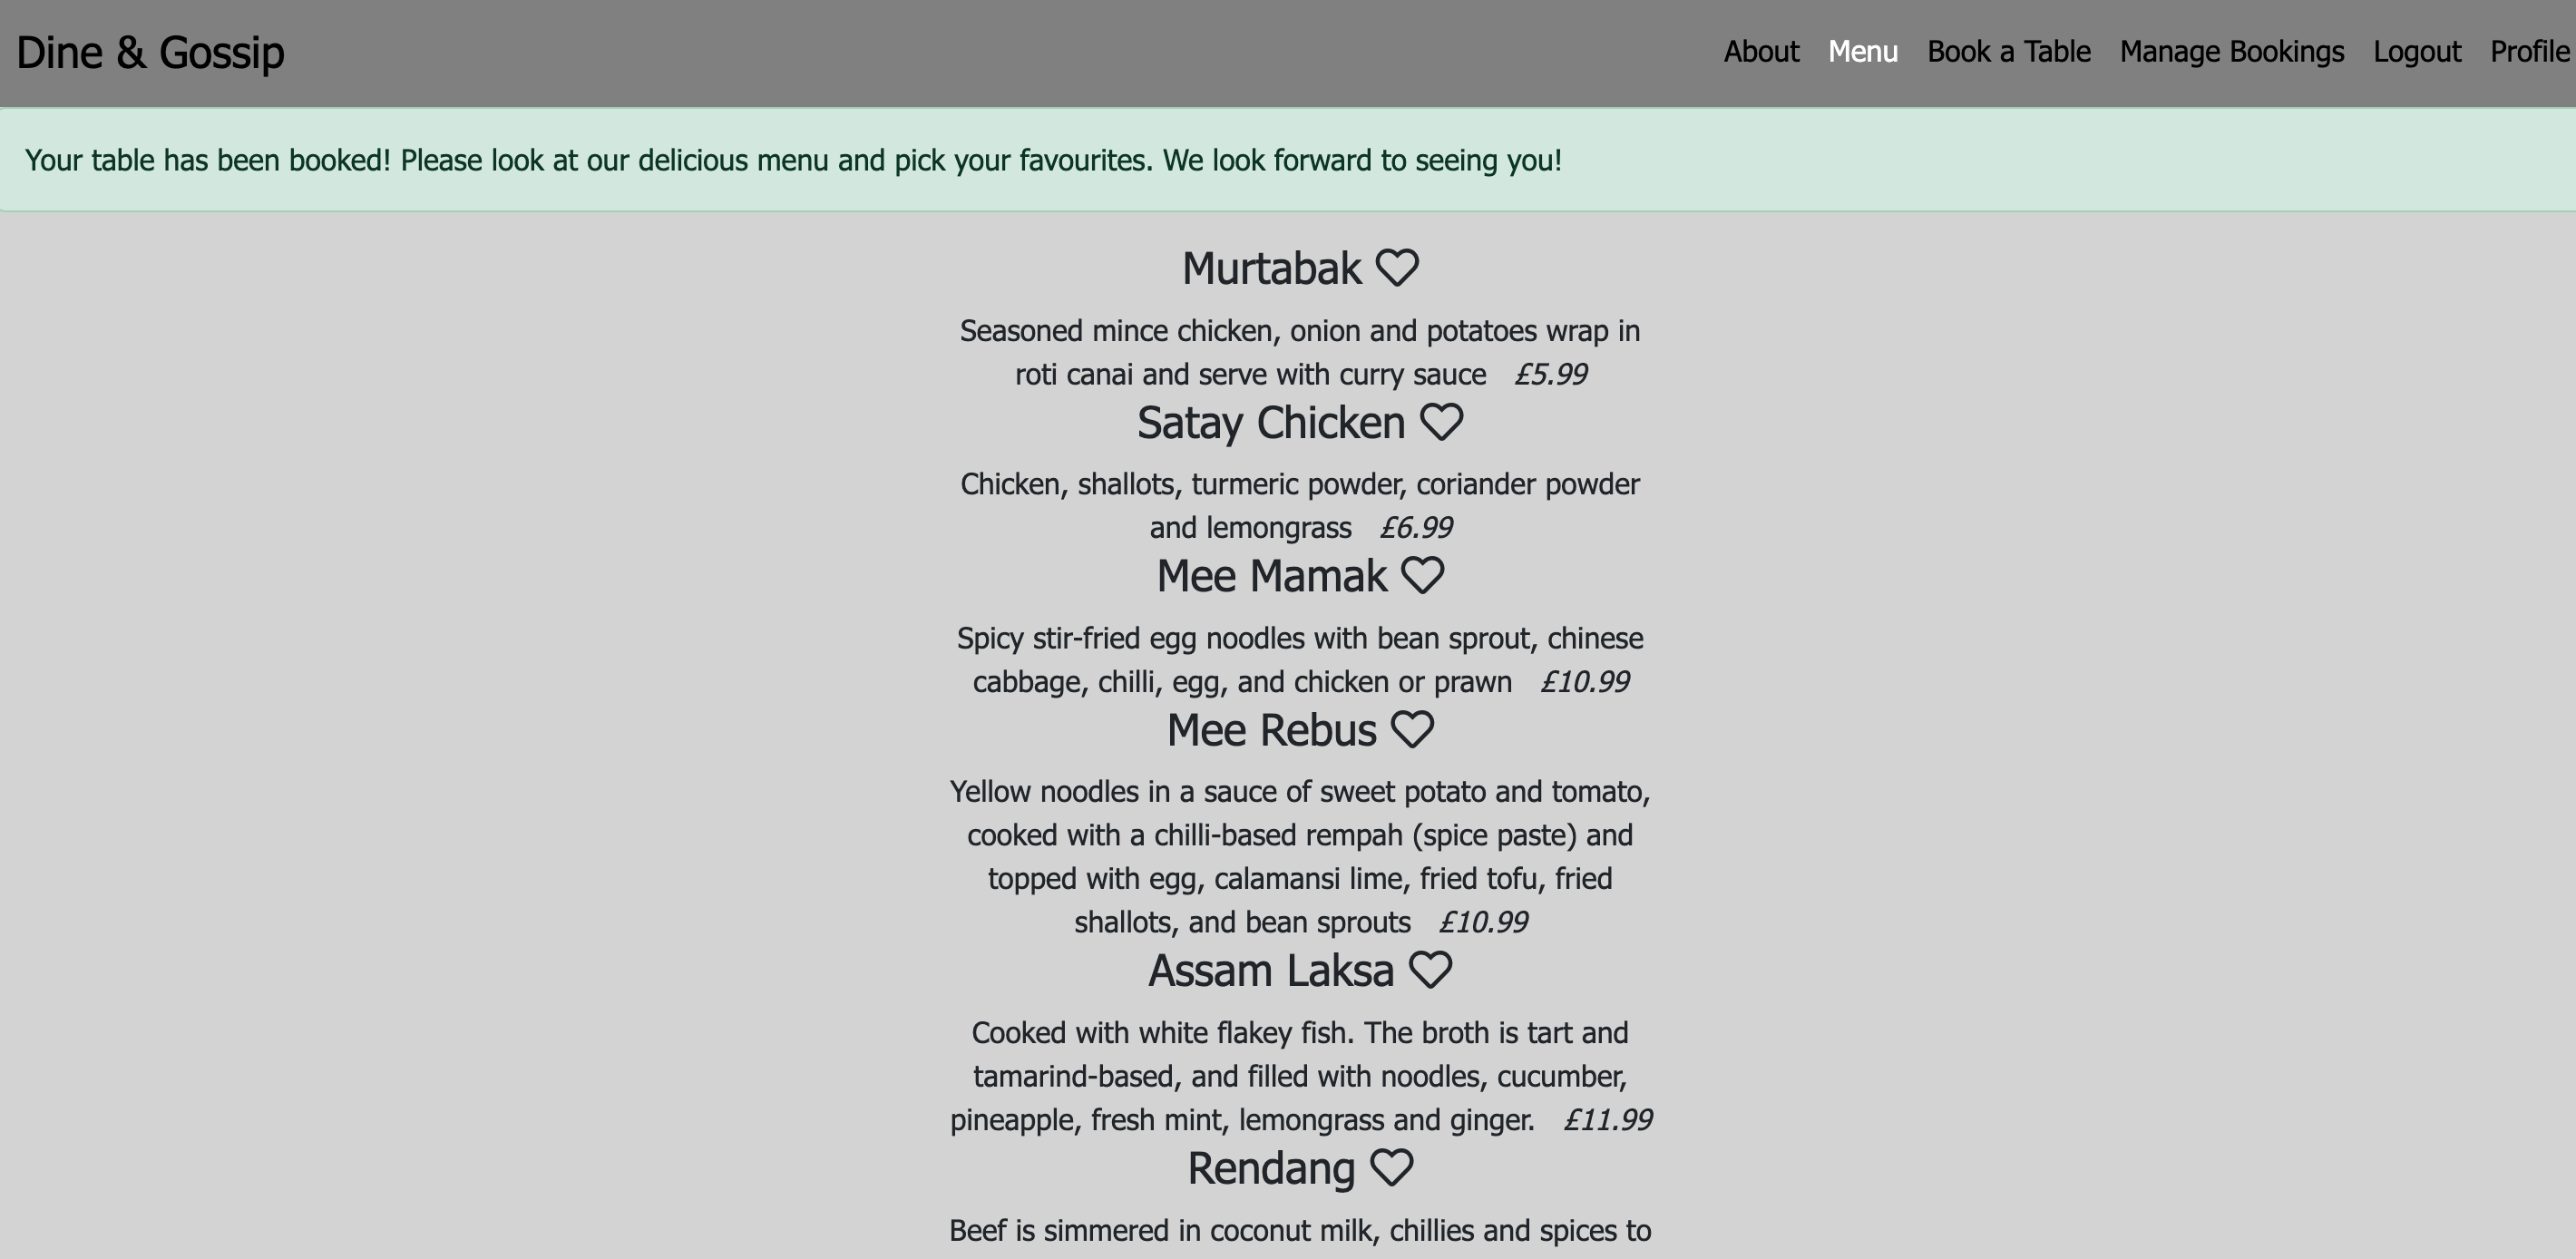 Dine & Gossip
About Menu Book a Table Manage Bookings Logout Profile
Your table has been booked! Please look at our delicious menu and pick your favourites. We look forward to seeing you!
Murtabak
Seasoned mince chicken, onion and potatoes wrap in
roti canai and serve with curry sauce £5.99
Satay Chicken
Chicken, shallots, turmeric powder, coriander powder
and lemongrass £6.99
Mee Mamak
Spicy stir-fried egg noodles with bean sprout, chinese
cabbage, chilli, egg, and chicken or prawn £10.99
Mee Rebus
Yellow noodles in a sauce of sweet potato and tomato,
cooked with a chilli-based rempah (spice paste) and
topped with egg, calamansi lime, fried tofu, fried
shallots, and bean sprouts £10.99
Assam Laksa
Cooked with white flakey fish. The broth is tart and
tamarind-based, and filled with noodles, cucumber,
pineapple, fresh mint, lemongrass and ginger. £11.99
Rendang
Beef is simmered in coconut milk, chillies and spices to